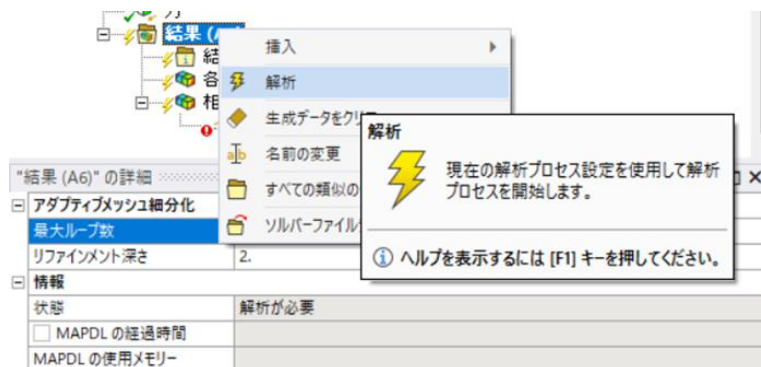 力
結果 (A
結
各
相
挿入
解析
生成データをクリ
名前の変更
すべての類似の
ソルバーファイル
解析
現在の解析プロセス設定を使用して解析
プロセスを開始します。
ヘルプを表示するには [F1] キーを押してください。
"結果 (A6)" の詳細
アダプティブメッシュ細分化
最大ループ数
リファインメント深さ 2.
情報
状態 解析が必要
MAPDL の経過時間
MAPDL の使用メモリー